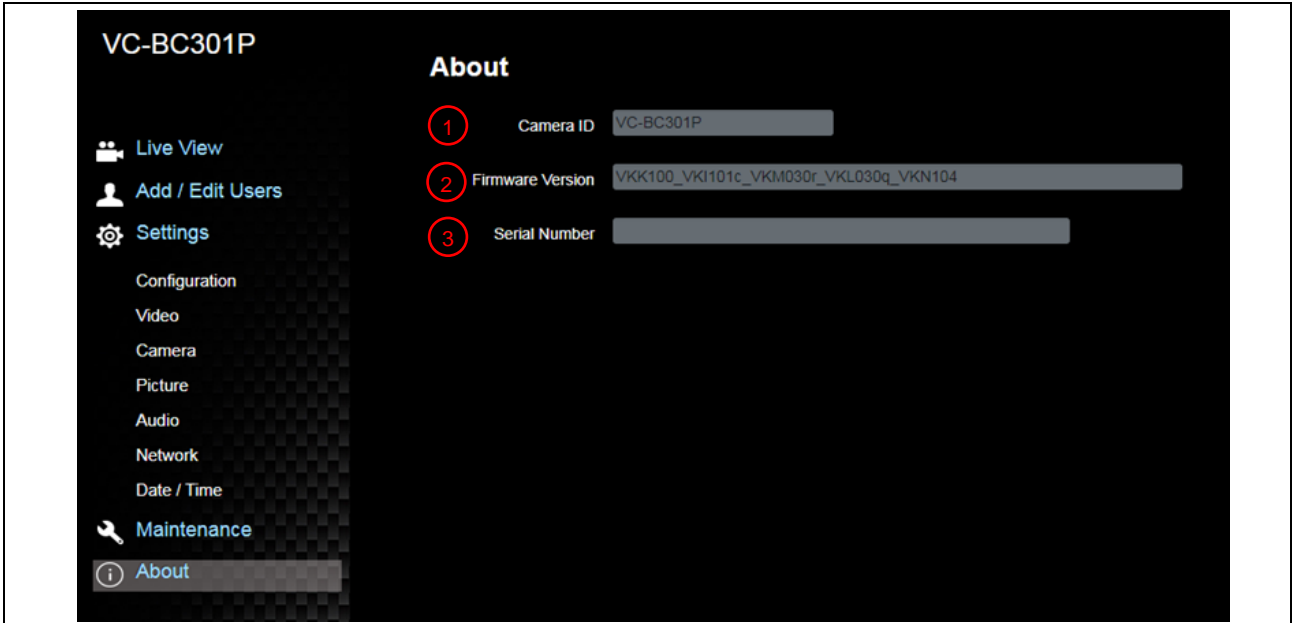 VC-BC301P
Live View
Add / Edit Users
Settings
Configuration
Video
Camera
Picture
Audio
Network
Date / Time
Maintenance
About
About
1 Camera ID VC-BC301P
2 Firmware Version VKK100_VKI101c_VKM030r_VKL030q_VKN104
3 Serial Number